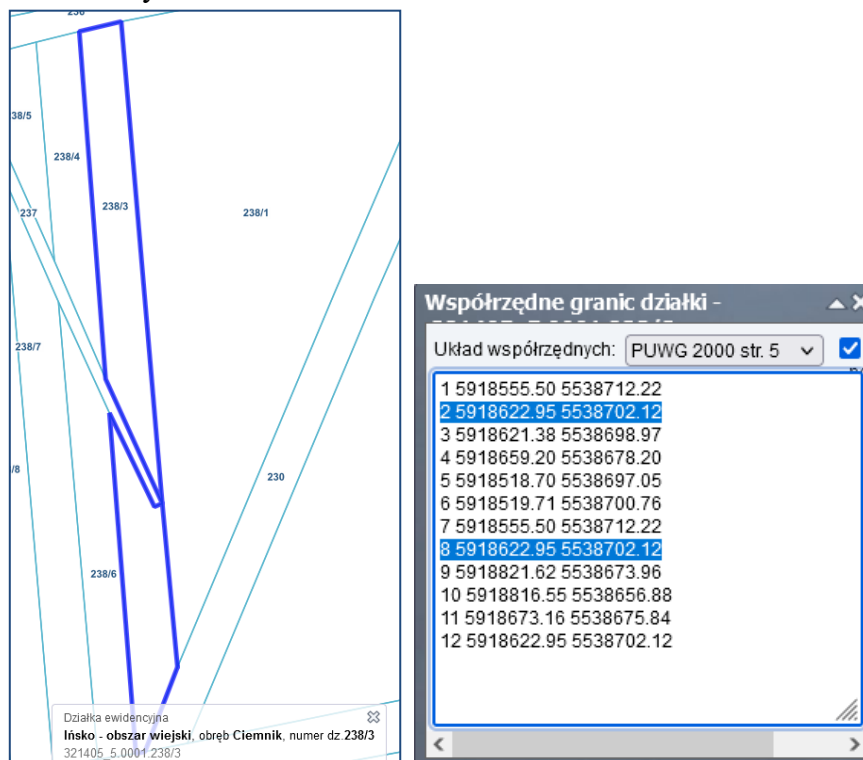 236
38/5
238/4
237
238/3
238/1
238/7
/8
230
238/6
Działka ewidencyjna
Ińsko - obszar wiejski, obręb Ciemnik, numer dz.238/3
321405_5.0001.238/3
Współrzędne granic działki -
Układ współrzędnych: PUWG 2000 str. 5
1 5918555.50 5538712.22
2 5918622.95 5538702.12
3 5918621.38 5538698.97
4 5918659.20 5538678.20
5 5918518.70 5538697.05
6 5918519.71 5538700.76
7 5918555.50 5538712.22
8 5918622.95 5538702.12
9 5918821.62 5538673.96
10 5918816.55 5538656.88
11 5918673.16 5538675.84
12 5918622.95 5538702.12